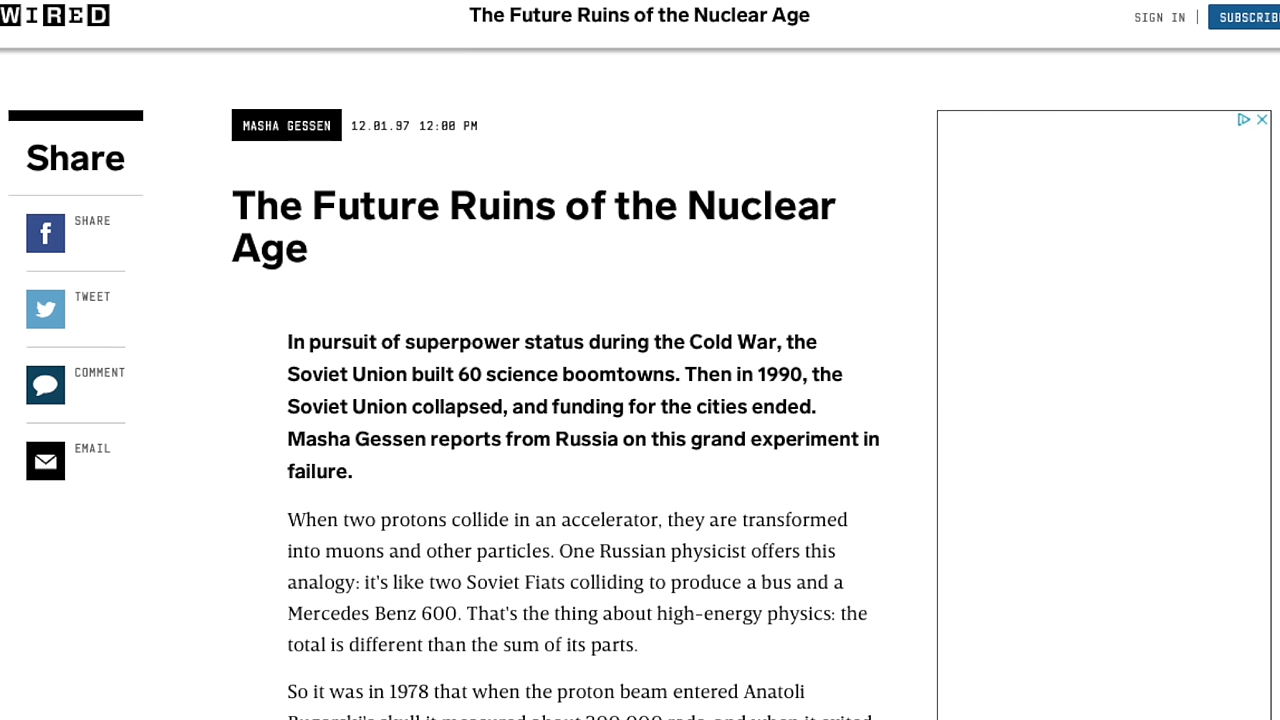 WIRED
The Future Ruins of the Nuclear Age
SIGN IN
SUBSCRIB
MASHA GESSEN 12.01.97 12:00 PM
Share
The Future Ruins of the Nuclear
Age
SHARE
TWEET
COMMENT
EMAIL
In pursuit of superpower status during the Cold War, the
Soviet Union built 60 science boomtowns. Then in 1990, the
Soviet Union collapsed, and funding for the cities ended.
Masha Gessen reports from Russia on this grand experiment in
failure.
When two protons collide in an accelerator, they are transformed
into muons and other particles. One Russian physicist offers this
analogy: it's like two Soviet Fiats colliding to produce a bus and a
Mercedes Benz 600. That's the thing about high-energy physics: the
total is different than the sum of its parts.
So it was in 1978 that when the proton beam entered Anatoli